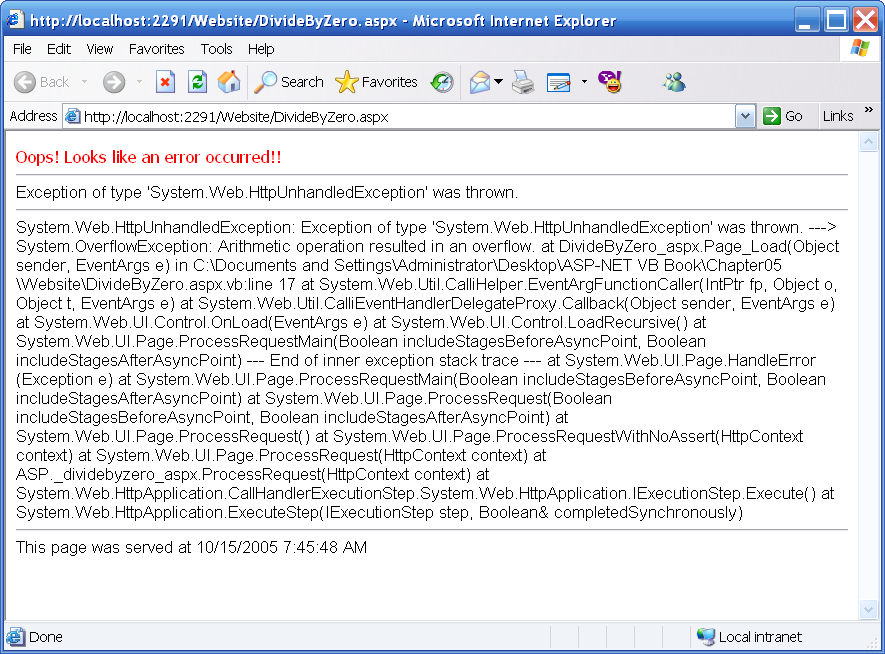 http://localhost:2291/Website/DivideByZero.aspx - Microsoft Internet Explorer
File Edit View Favorites Tools Help
Back Search Favorites
Address http://localhost:2291/Website/DivideByZero.aspx Go Links »
Oops! Looks like an error occurred!!
Exception of type 'System.Web.HttpUnhandledException' was thrown.
System.Web.HttpUnhandledException: Exception of type 'System.Web.HttpUnhandledException' was thrown. --->
System.OverflowException: Arithmetic operation resulted in an overflow. at DivideByZero_aspx.Page_Load(Object
sender, EventArgs e) in C:\Documents and Settings\Administrator\Desktop\ASP-NET VB Book\Chapter05
\Website\DivideByZero.aspx.vb:line 17 at System.Web.Util.CalliHelper.EventArgFunctionCaller(IntPtr fp, Object o,
Object t, EventArgs e) at System.Web.Util.CalliEventHandlerDelegateProxy.Callback(Object sender, EventArgs e)
at System.Web.UI.Control.OnLoad(EventArgs e) at System.Web.UI.Control.LoadRecursive() at
System.Web.UI.Page.ProcessRequestMain(Boolean includeStagesBeforeAsyncPoint, Boolean
includeStagesAfterAsyncPoint) --- End of inner exception stack trace --- at System.Web.UI.Page.HandleError
(Exception e) at System.Web.UI.Page.ProcessRequestMain(Boolean includeStagesBeforeAsyncPoint, Boolean
includeStagesAfterAsyncPoint) at System.Web.UI.Page.ProcessRequest(Boolean
includeStagesBeforeAsyncPoint, Boolean includeStagesAfterAsyncPoint) at
System.Web.UI.Page.ProcessRequest() at System.Web.UI.Page.ProcessRequestWithNoAssert(HttpContext
context) at System.Web.UI.Page.ProcessRequest(HttpContext context) at
ASP._dividebyzero_aspx.ProcessRequest(HttpContext context) at
System.Web.HttpApplication.CallHandlerExecutionStep.System.Web.HttpApplication.IExecutionStep.Execute() at
System.Web.HttpApplication.ExecuteStep(IExecutionStep step, Boolean& completedSynchronously)
This page was served at 10/15/2005 7:45:48 AM
Done Local intranet